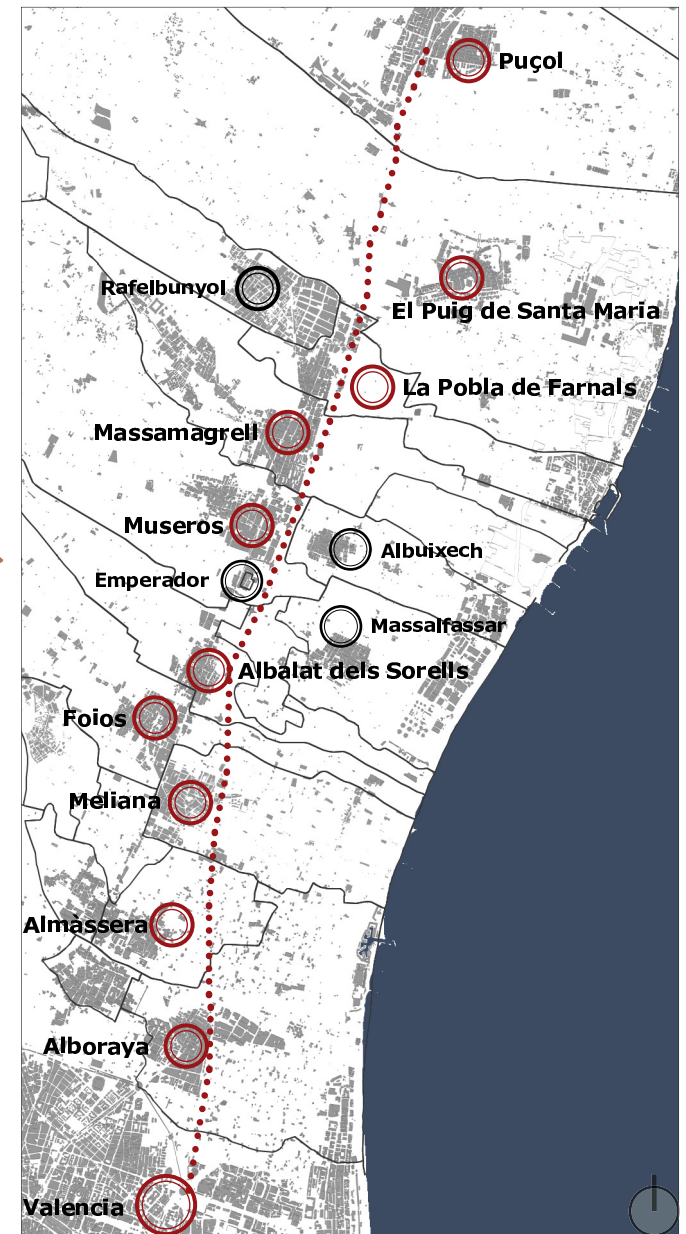 Puçol
Rafelbunyol
El Puig de Santa Maria
La Pobla de Farnals
Massamagrell
Museros
Albuixech
Emperador
Massalfassar
Albalat dels Sorells
Foios
Meliana
Almàssera
Alboraya
Valencia